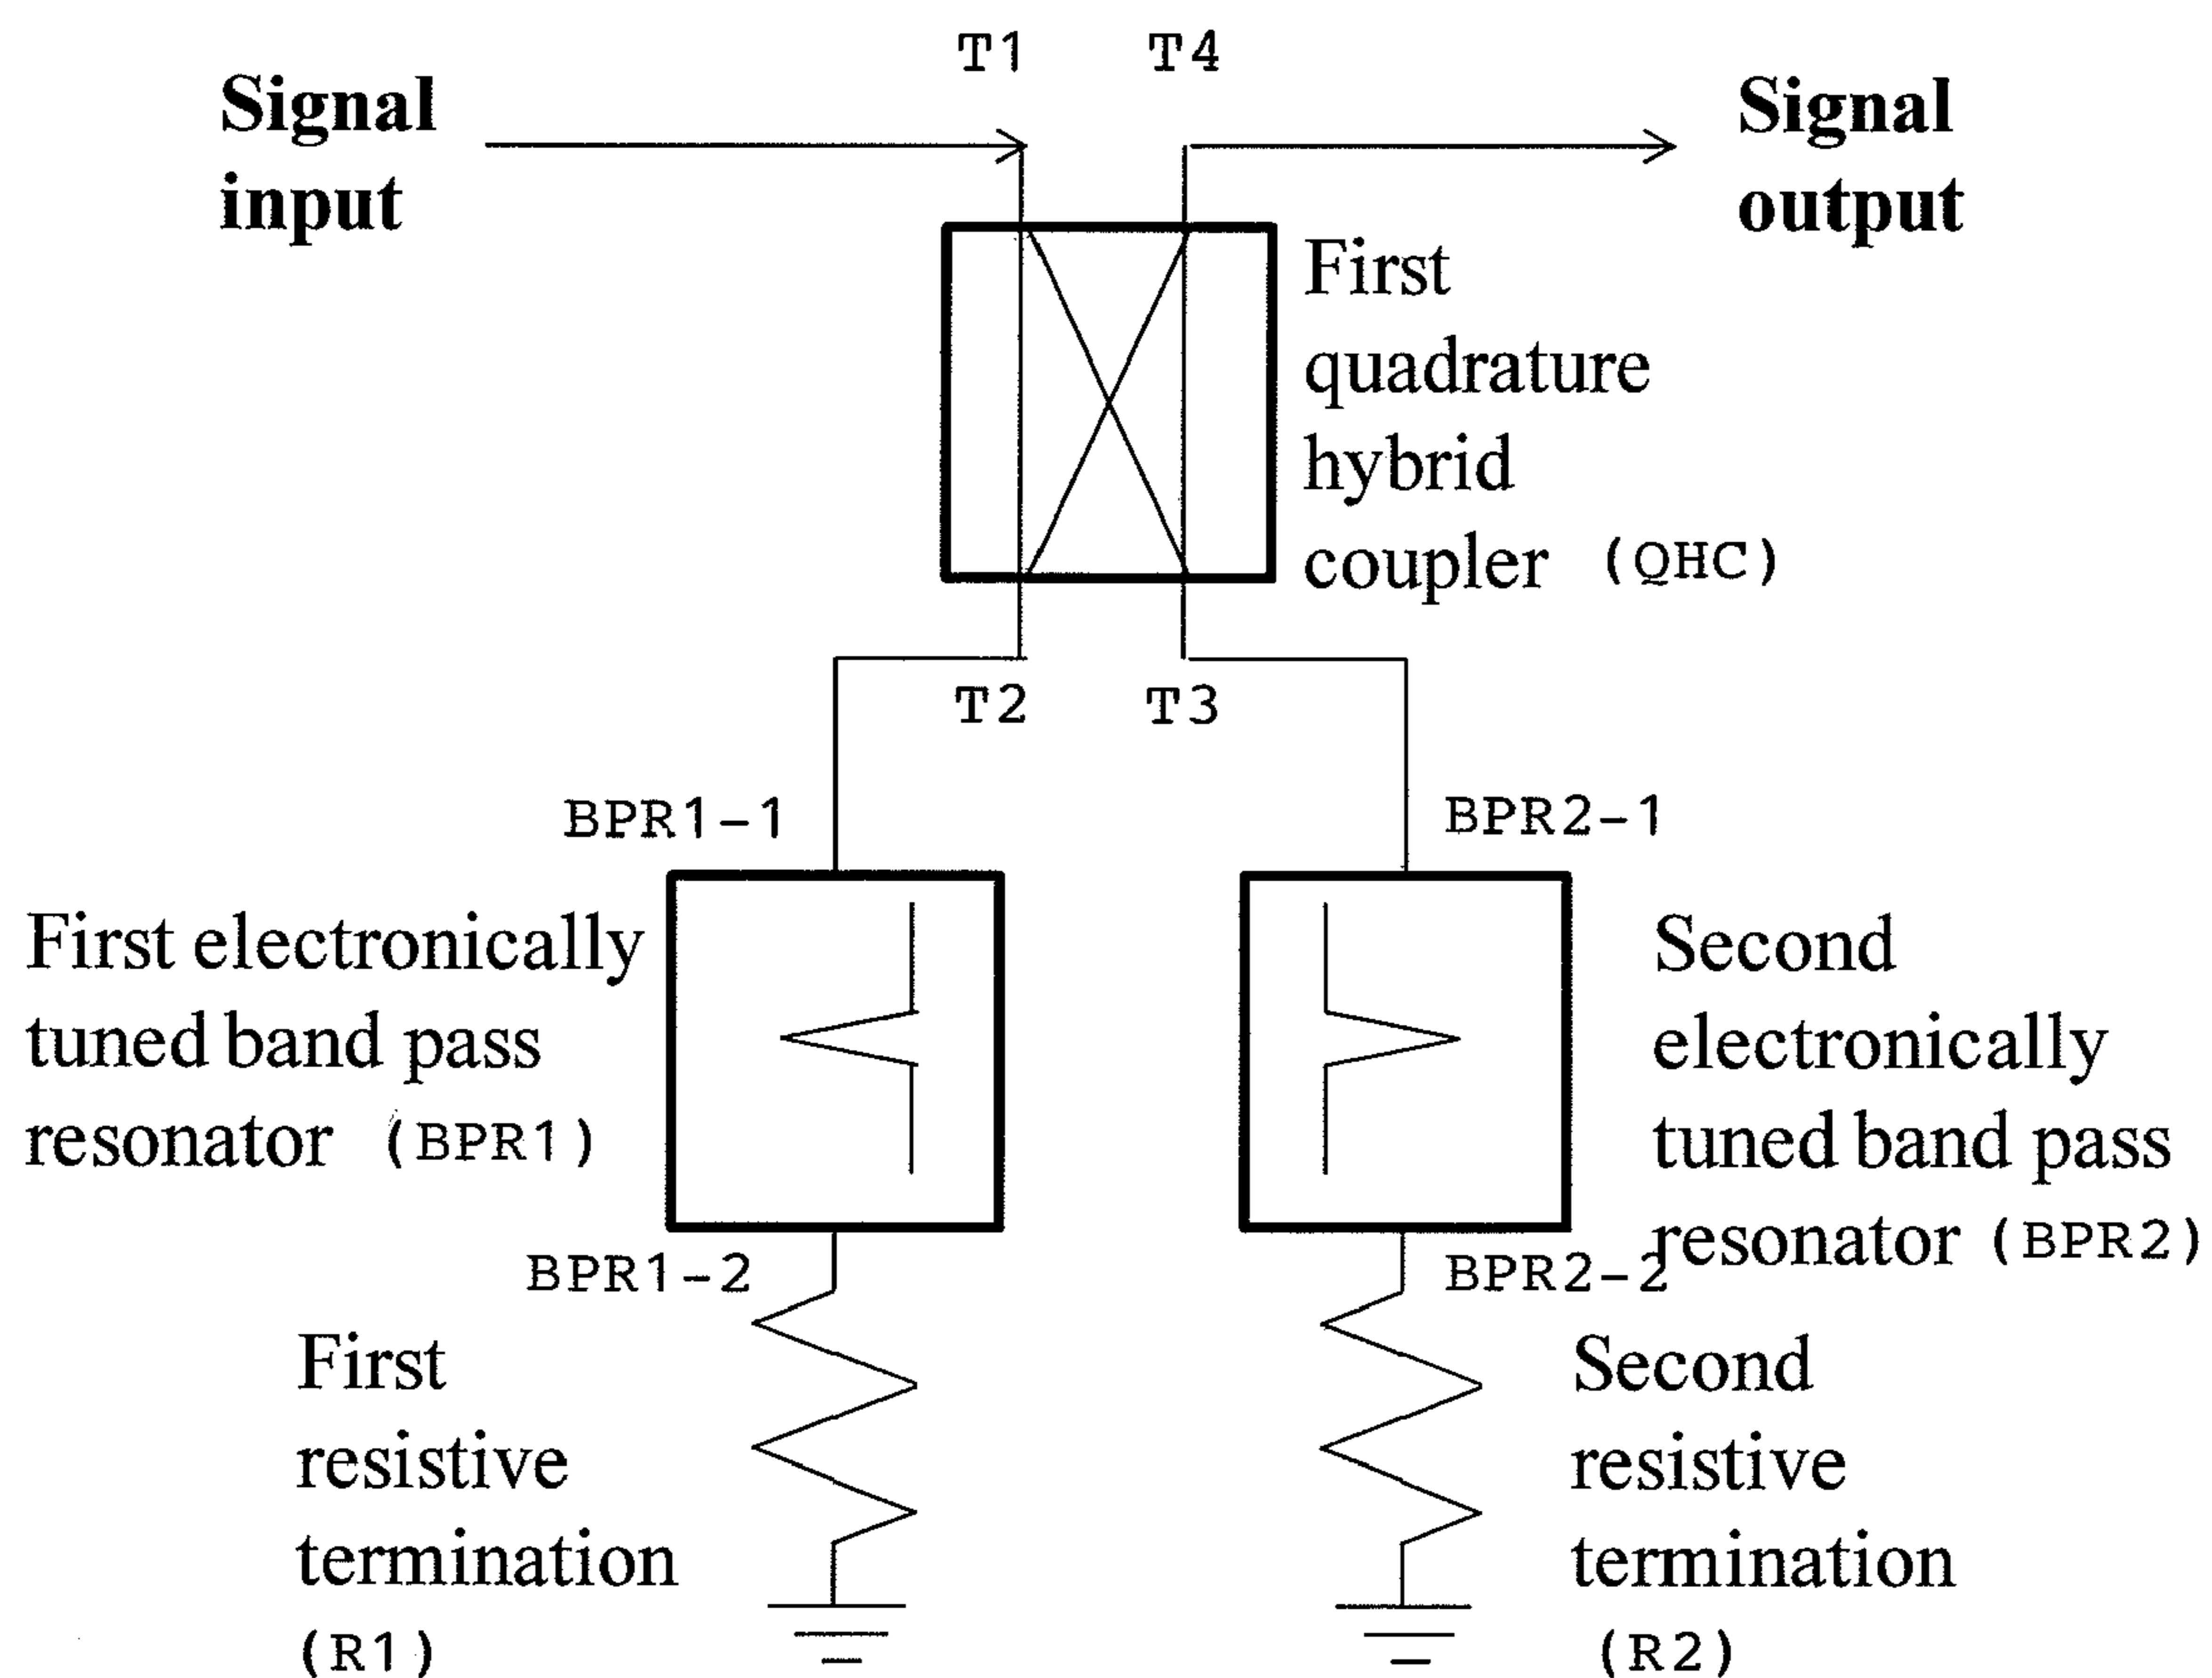 T1
T4
Signal
input
Signal
output
First
quadrature
hybrid
coupler (QHC)
T2
T3
BPR1-1
BPR2-1
First electronically
tuned band pass
resonator (BPR1)
Second
electronically
tuned band pass
resonator (BPR2)
BPR1-2
BPR2-2
First
resistive
termination
(R1)
Second
resistive
termination
(R2)